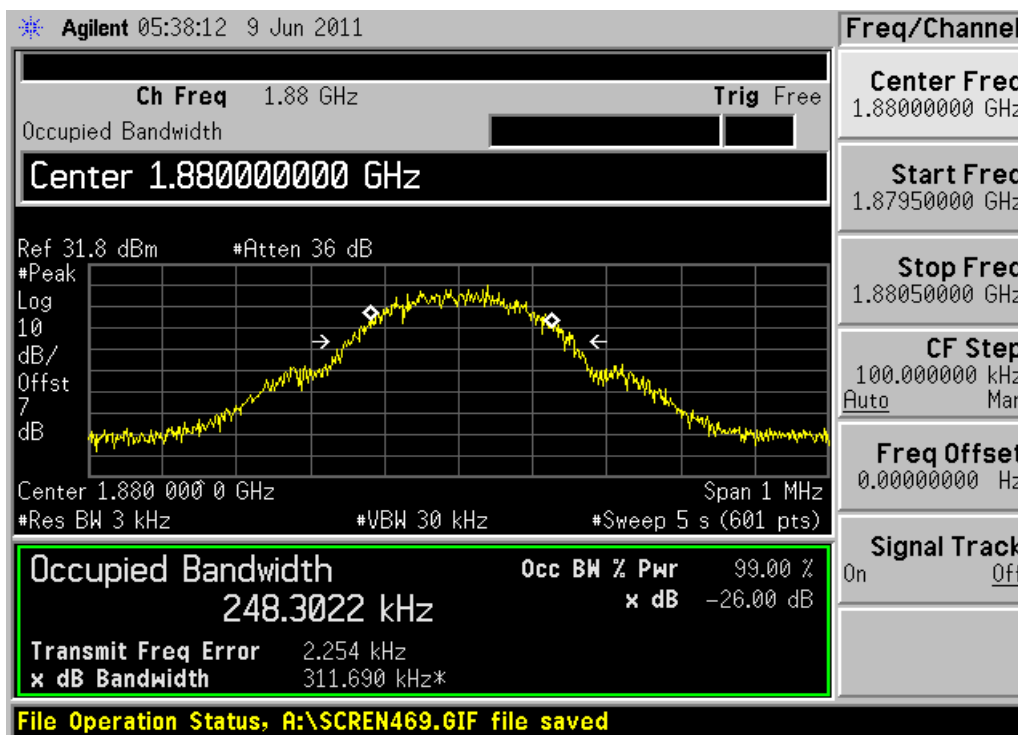 Agilent 05:38:12 9 Jun 2011
Freq/Channel
Ch Freq 1.88 GHz Trig Free
Occupied Bandwidth
Center 1.880000000 GHz
Ref 31.8 dBm #Atten 36 dB
#Peak
Log
10
dB/
Offst
7
dB
Center 1.880 000 0 GHz Span 1 MHz
#Res BW 3 kHz #VBW 30 kHz #Sweep 5 s (601 pts)
Occupied Bandwidth Occ BW % Pwr 99.00 %
248.3022 kHz x dB -26.00 dB
Transmit Freq Error 2.254 kHz
x dB Bandwidth 311.690 kHz*
File Operation Status, A:\SCREN469.GIF file saved
Center Freq
1.88000000 GHz
Start Freq
1.87950000 GHz
Stop Freq
1.88050000 GHz
CF Step
100.000000 kHz
Auto Man
Freq Offset
0.00000000 Hz
Signal Track
On Off